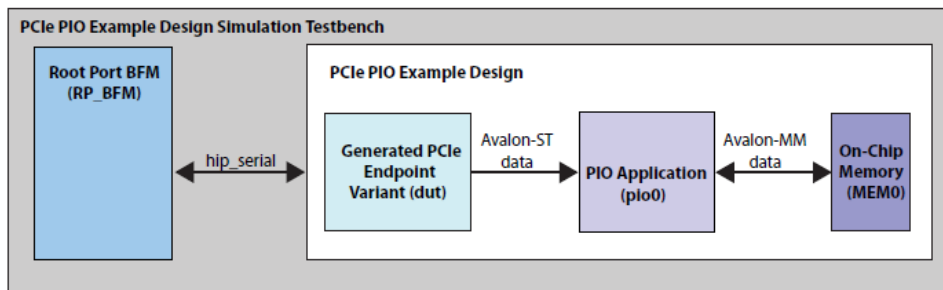 PCIe PIO Example Design Simulation Testbench
Root Port BFM
(RP_BFM)
hip_serial
PCIe PIO Example Design
Generated PCIe
Endpoint
Variant (dut)
Avalon-ST
data
PIO Application
(pio0)
Avalon-MM
data
On-Chip
Memory
(MEM0)